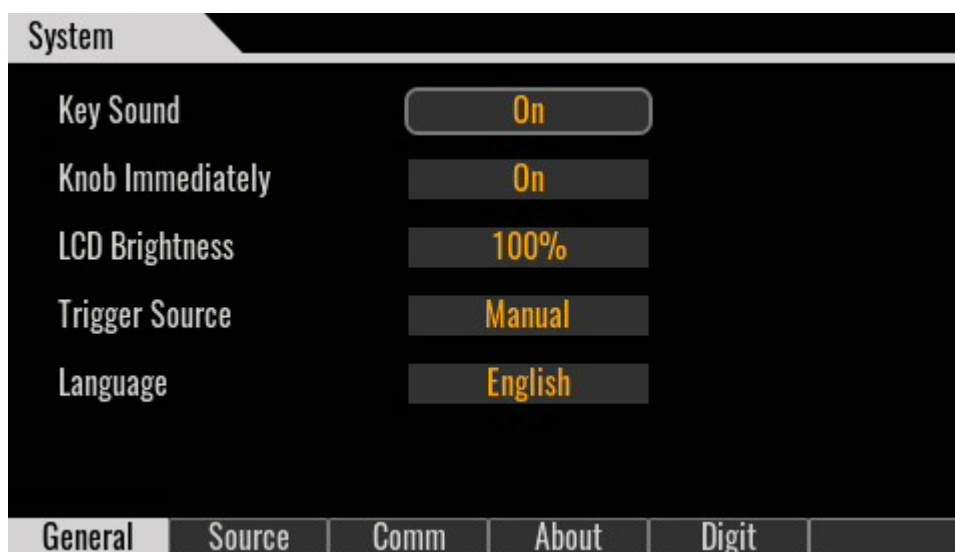 System
Key Sound On
Knob Immediately On
LCD Brightness 100%
Trigger Source Manual
Language English
General Source Comm About Digit